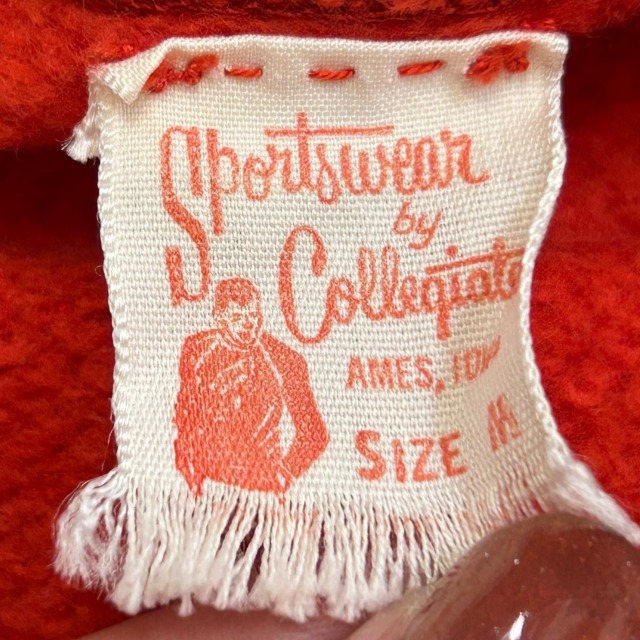 Sportswear
by
Collegiate
AMES, IOWA
SIZE M